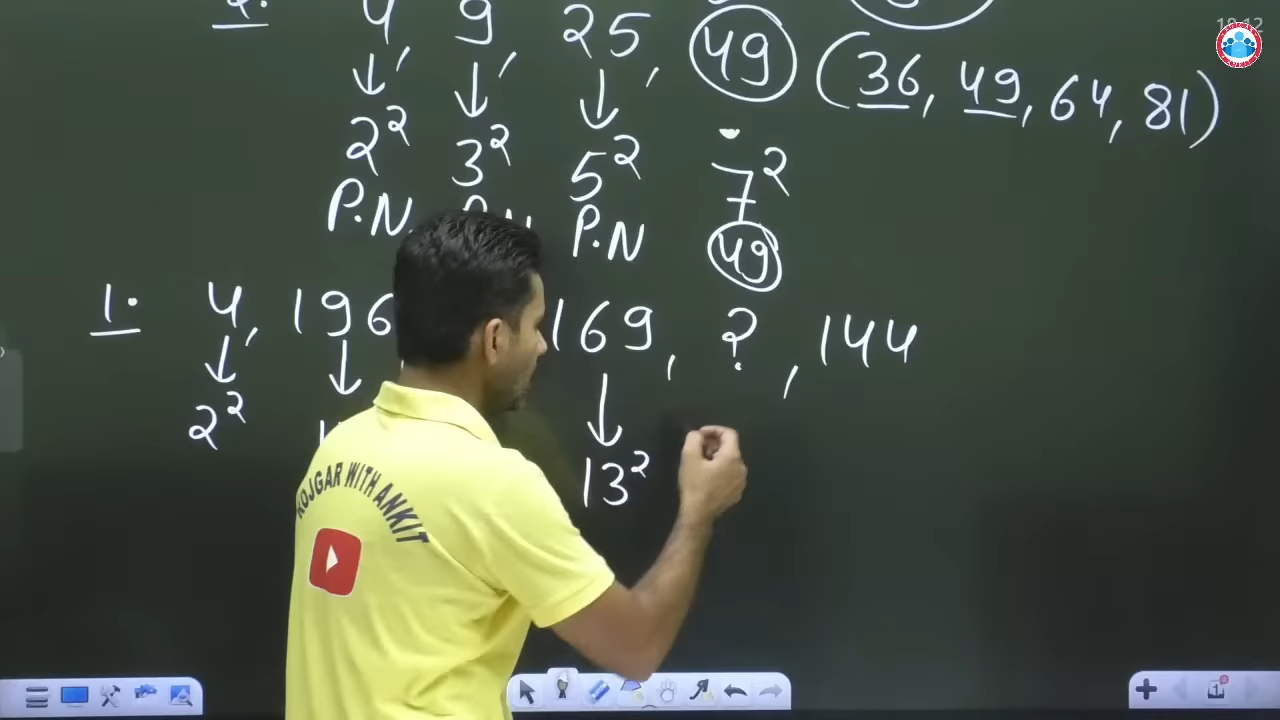 4, 9, 25, 49 (36, 49, 64, 81)
2² 3² 5² 7²
P.N P.N P.N 49
1. 4, 196 169, ?, 144
2² 13²
ROJGAR WITH ANKIT